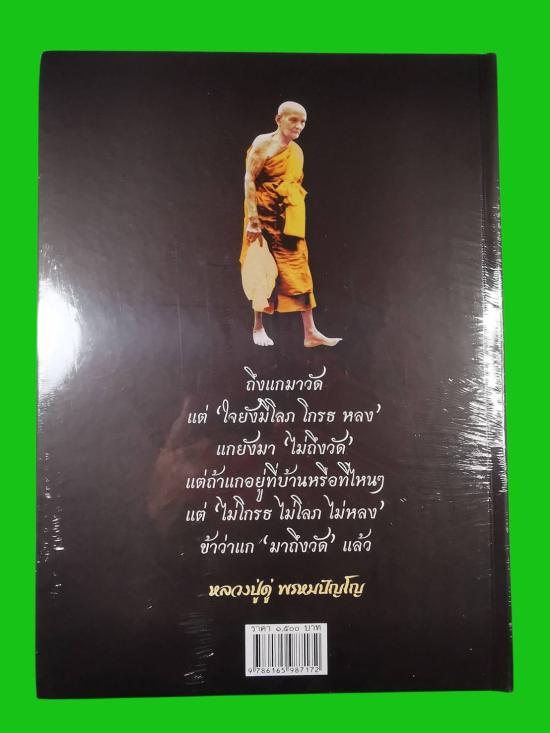 ถึงแกมาวัด
แต่ ‘ใจยังมีโลภ โกรธ หลง’
แกยังมา ‘ไม่ถึงวัด’
แต่ถ้าแกอยู่ที่บ้านหรือที่ไหนๆ
แต่ ‘ไม่โกรธ ไม่โลภ ไม่หลง’
ข้าว่าแก ‘มาถึงวัด’ แล้ว
หลวงปู่ดู่ พรหมปัญโญ
ราคา ๑,๕๐๐ บาท
9 786165 987172